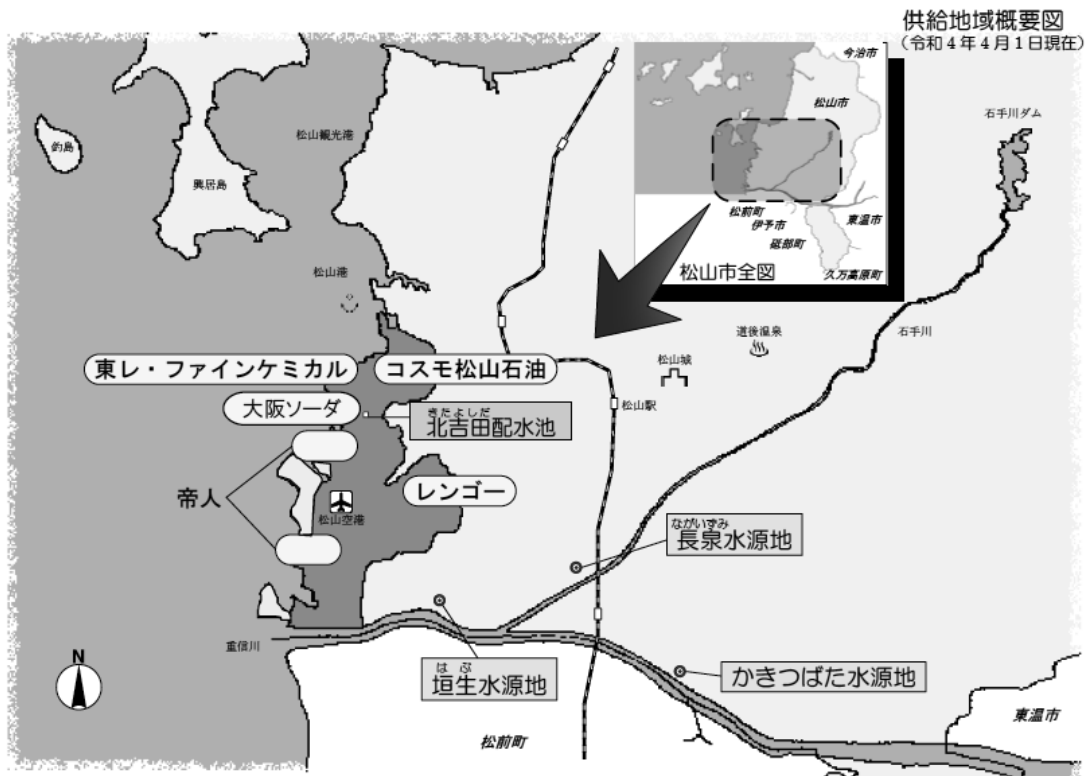 供給地域概要図
（令和４年４月１日現在）
今治市
松山市
松前町
伊予市
砥部町
東温市
久万高原町
松山市全図
石手川ダム
松山観光港
釣島
興居島
松山港
石手川
道後温泉
松山城
松山駅
東レ・ファインケミカル
コスモ松山石油
大阪ソーダ
きたよしだ
北吉田配水池
帝人
レンゴー
松山空港
ながいずみ
長泉水源地
重信川
はぶ
垣生水源地
かきつばた水源地
N
松前町
東温市